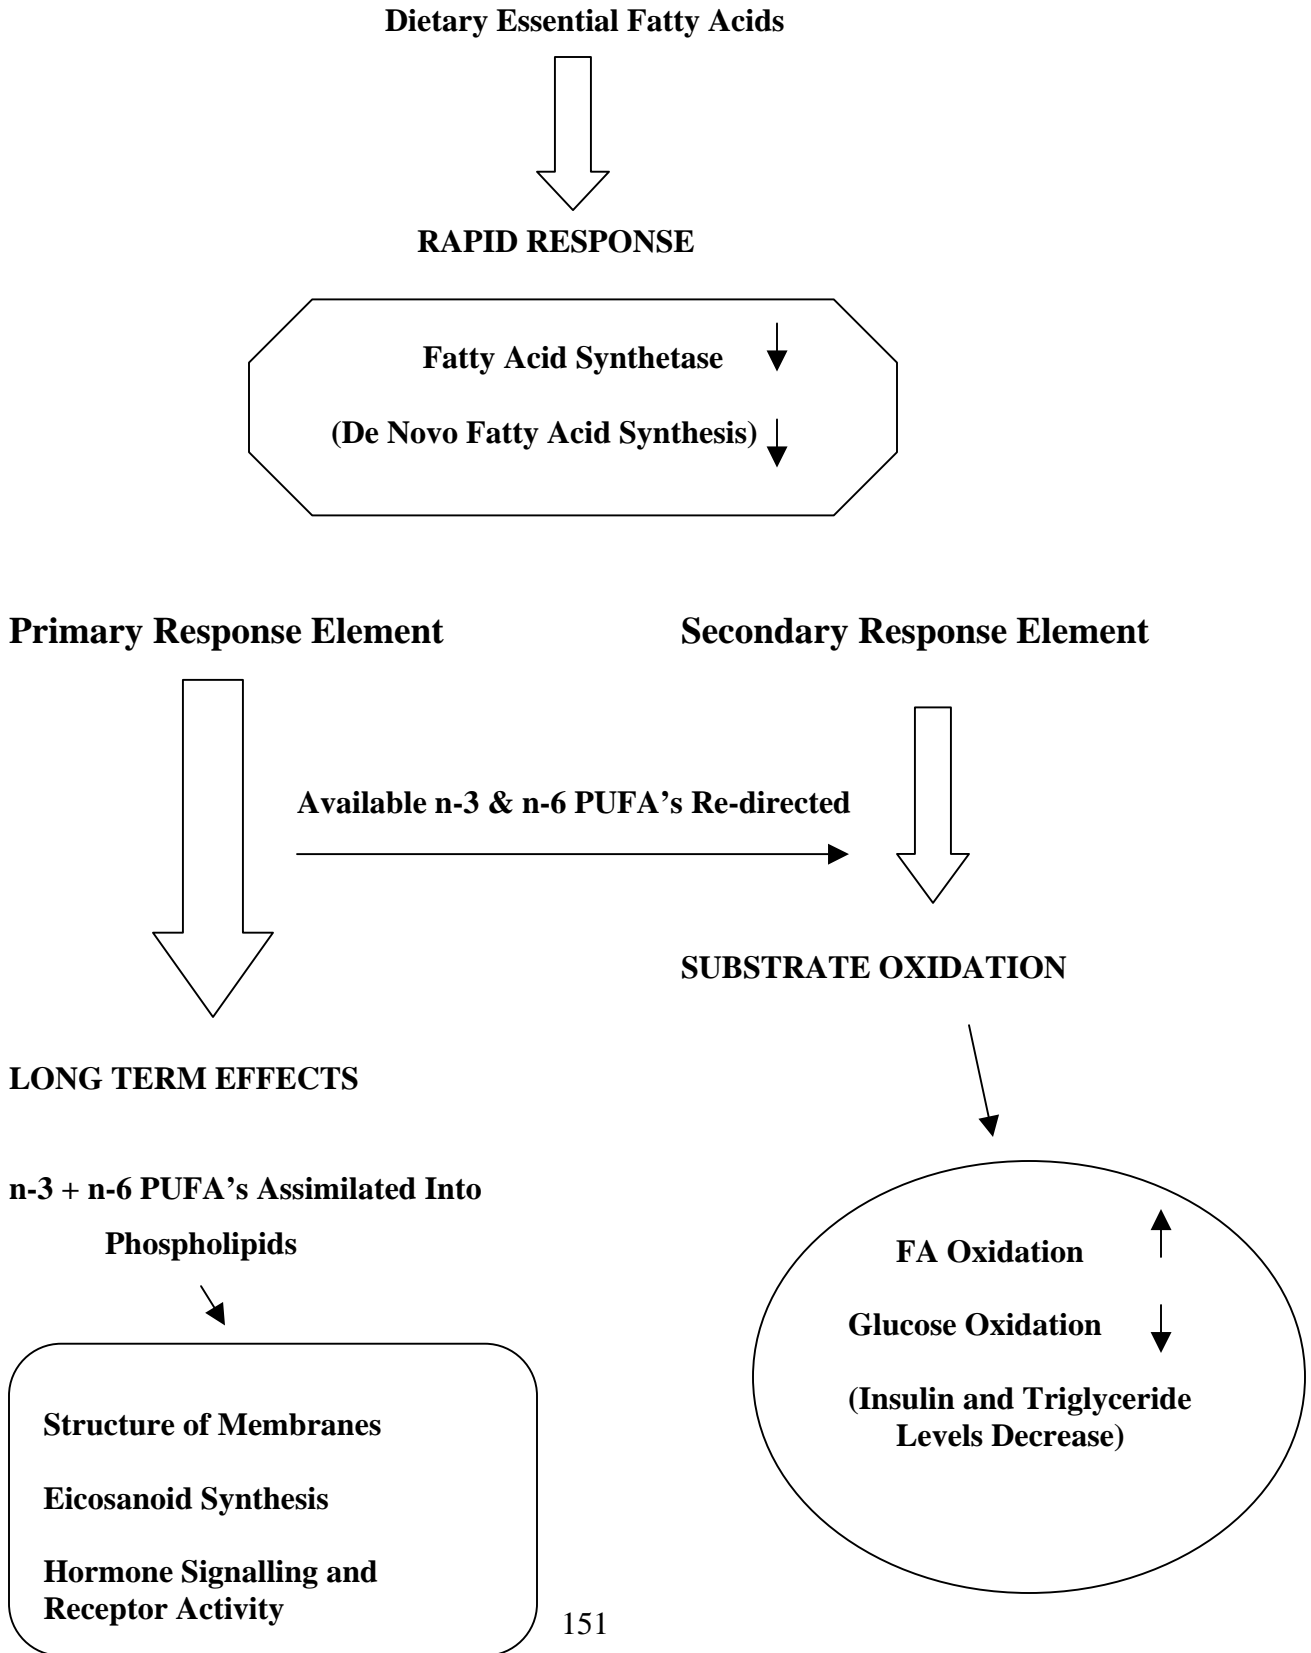 Dietary Essential Fatty Acids
RAPID RESPONSE
Fatty Acid Synthetase
(De Novo Fatty Acid Synthesis)
Primary Response Element
Secondary Response Element
Available n-3 & n-6 PUFA’s Re-directed
SUBSTRATE OXIDATION
LONG TERM EFFECTS
n-3 + n-6 PUFA’s Assimilated Into
Phospholipids
FA Oxidation
Glucose Oxidation
(Insulin and Triglyceride
Levels Decrease)
Structure of Membranes
Eicosanoid Synthesis
Hormone Signalling and
Receptor Activity
151